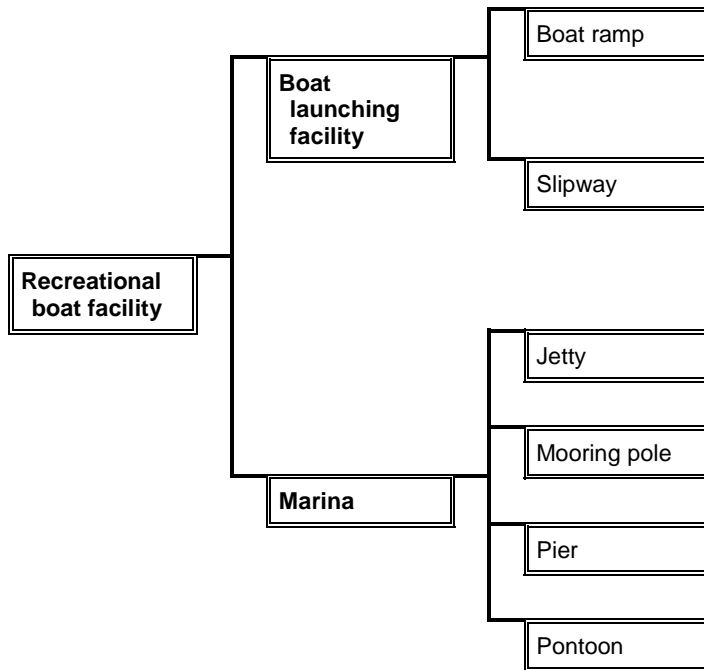 Boat ramp
Boat
launching
facility
Slipway
Recreational
boat facility
Jetty
Mooring pole
Marina
Pier
Pontoon